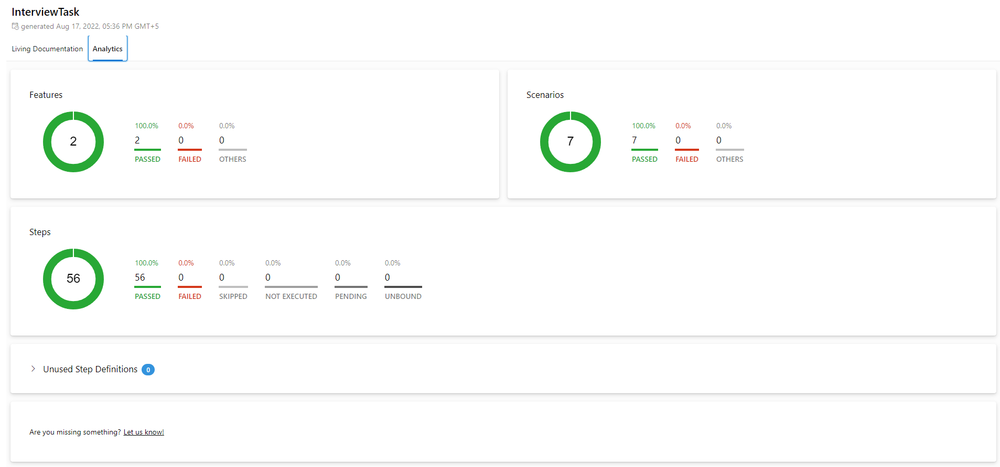 InterviewTask
generated Aug 17, 2022, 05:36 PM GMT+5
Living Documentation Analytics
Features
2
100.0% 0.0% 0.0%
2 0 0
PASSED FAILED OTHERS
Scenarios
7
100.0% 0.0% 0.0%
7 0 0
PASSED FAILED OTHERS
Steps
56
100.0% 0.0% 0.0% 0.0% 0.0% 0.0%
56 0 0 0 0 0
PASSED FAILED SKIPPED NOT EXECUTED PENDING UNBOUND
Unused Step Definitions 0
Are you missing something? Let us know!